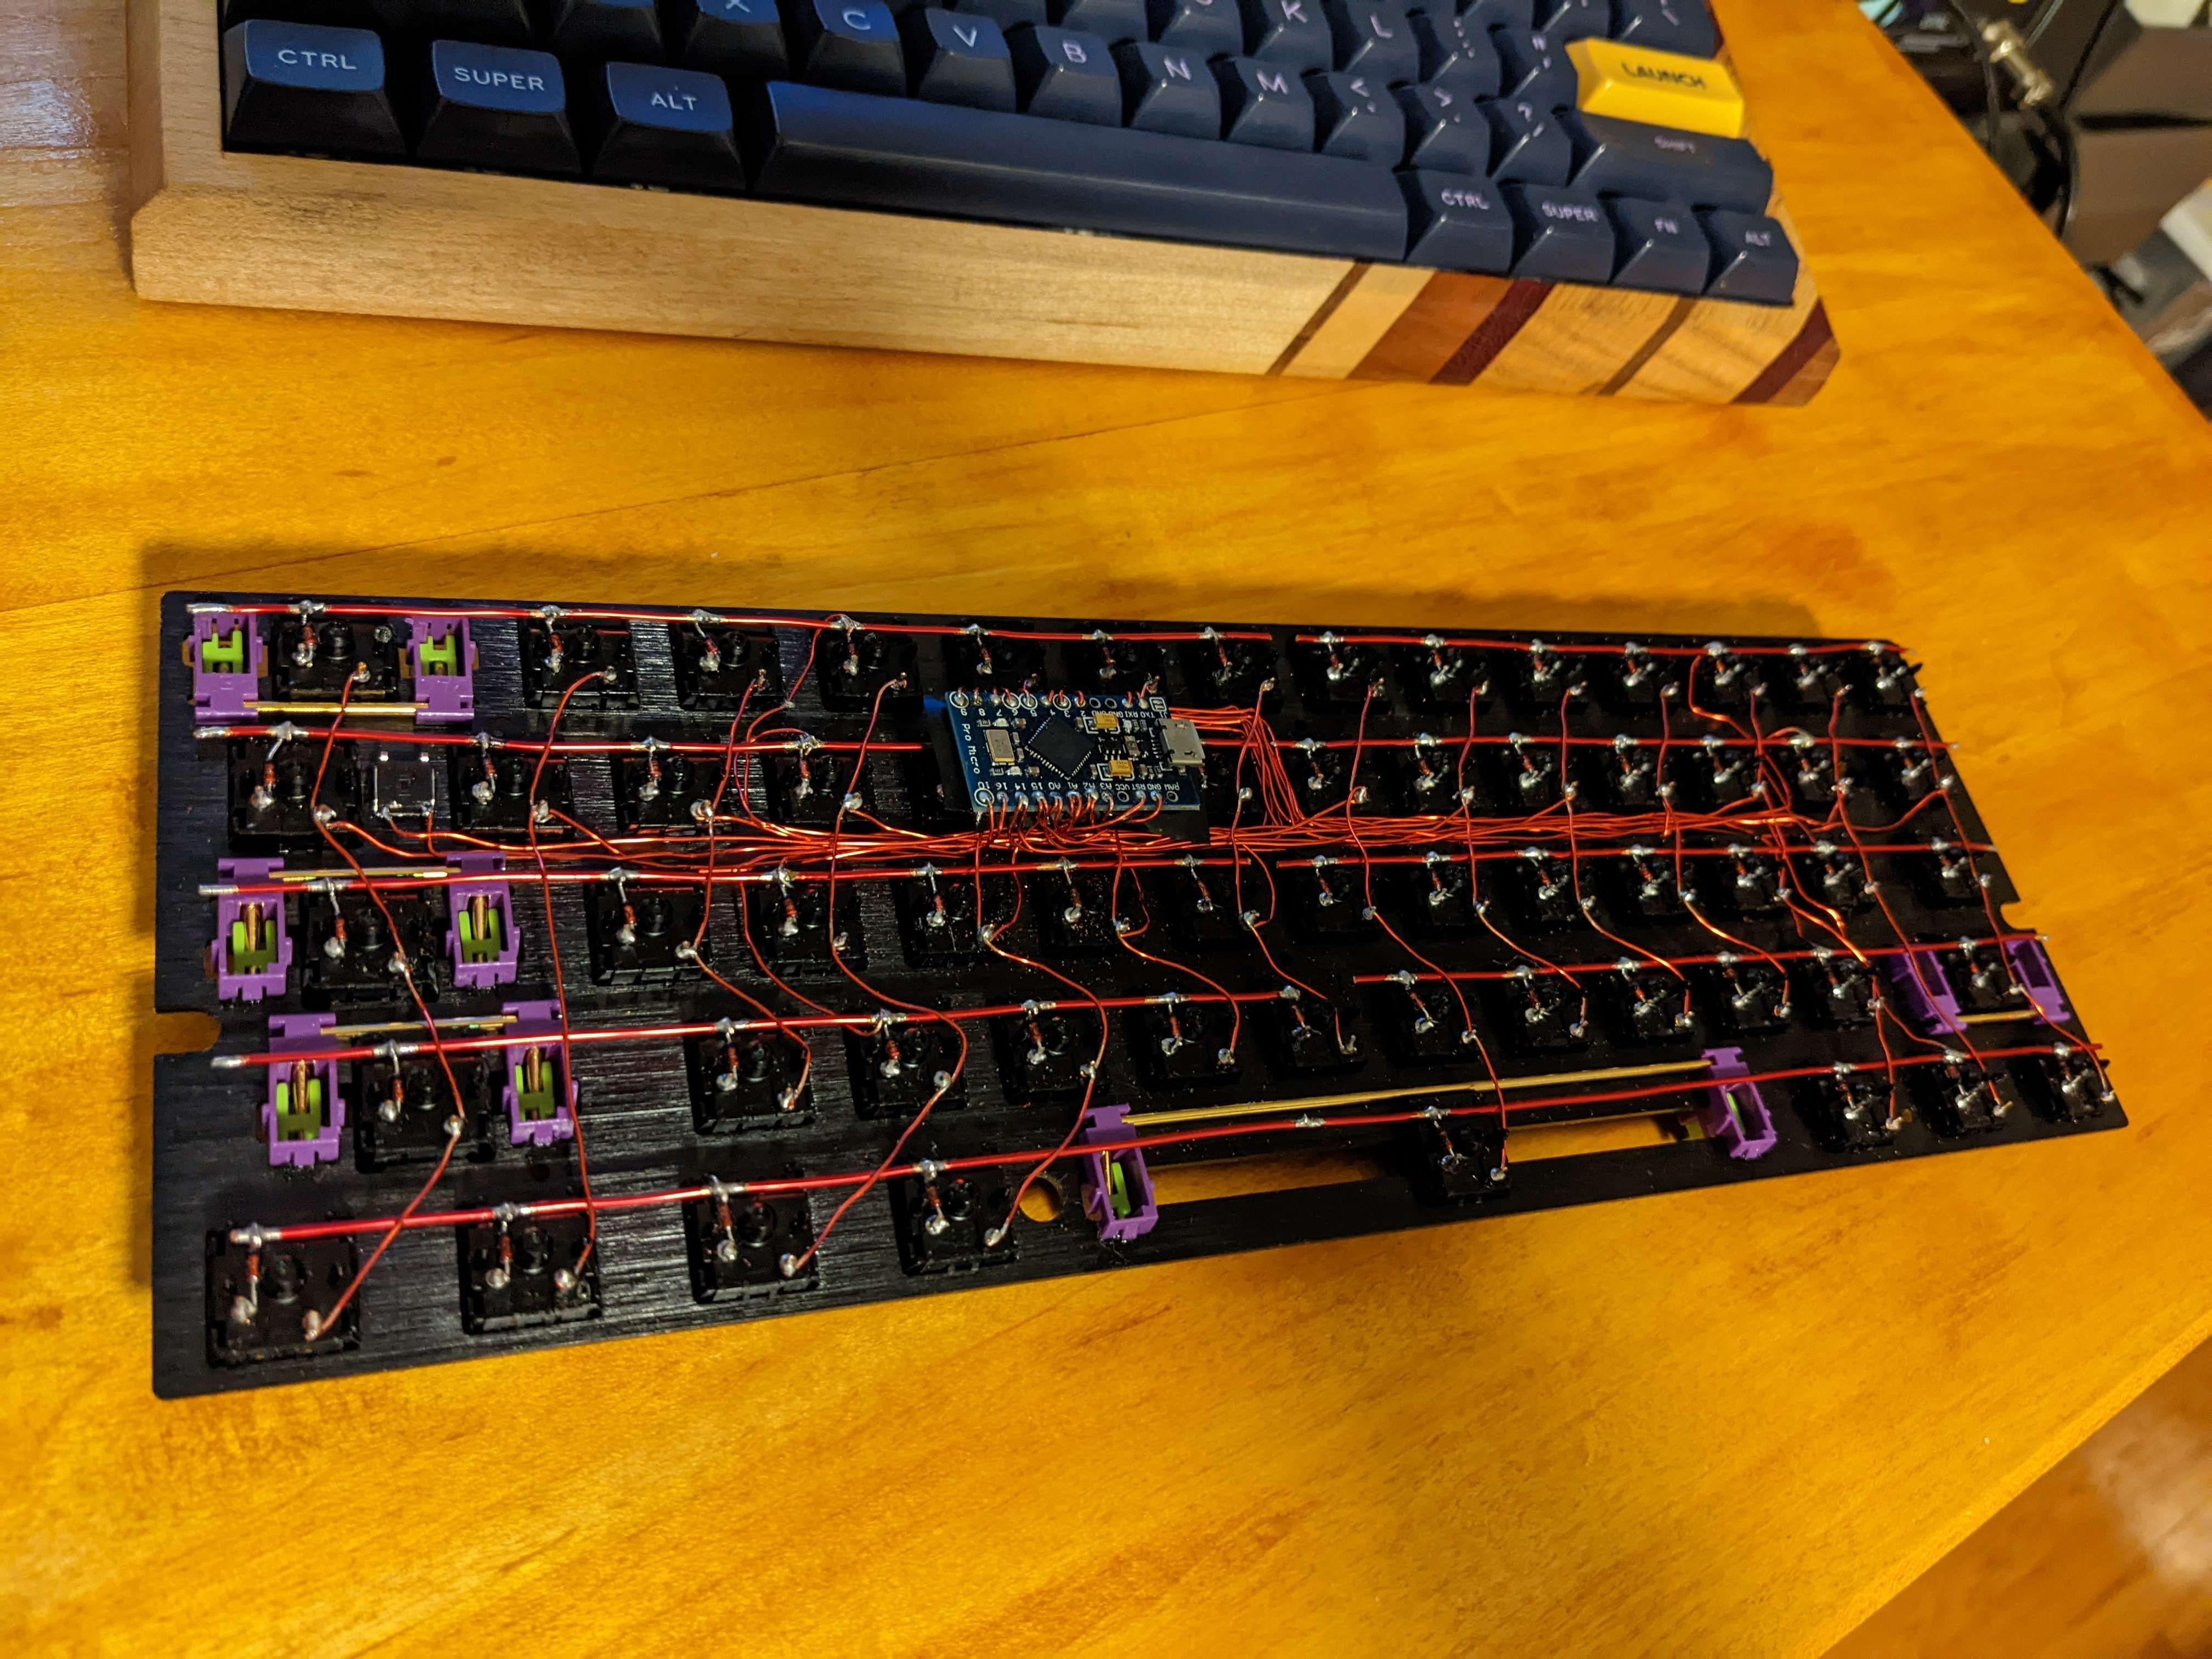 K L
X C V B N M < >
, . ?
LAUNCH
SHIFT
CTRL SUPER ALT
CTRL SUPER FN ALT
9 8 7 6 5 4 3 2 GND GND RXI TXO
Pro Micro
10 16 14 15 A0 A1 A2 A3 VCC RST GND RAW